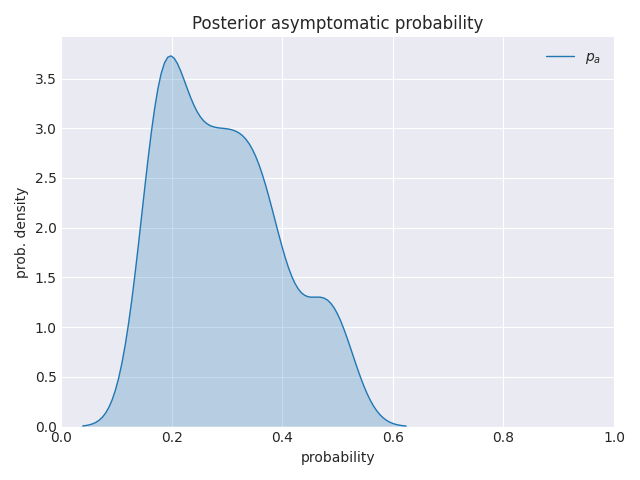 Posterior asymptomatic probability
pₐ
prob. density
3.5
3.0
2.5
2.0
1.5
1.0
0.5
0.0
0.0 0.2 0.4 0.6 0.8 1.0
probability